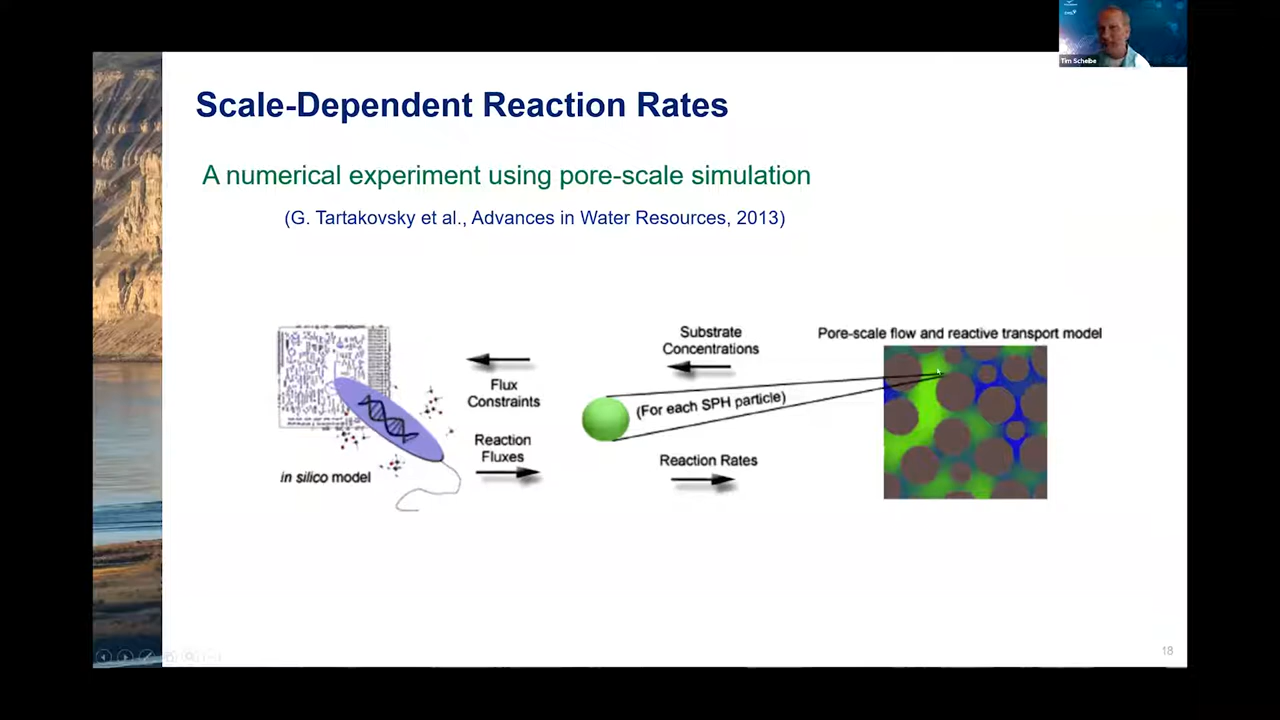 Tim Scheibe
Scale-Dependent Reaction Rates
A numerical experiment using pore-scale simulation
(G. Tartakovsky et al., Advances in Water Resources, 2013)
Substrate
Concentrations
Pore-scale flow and reactive transport model
Flux
Constraints
(For each SPH particle)
Reaction
Fluxes
Reaction Rates
in silico model
18